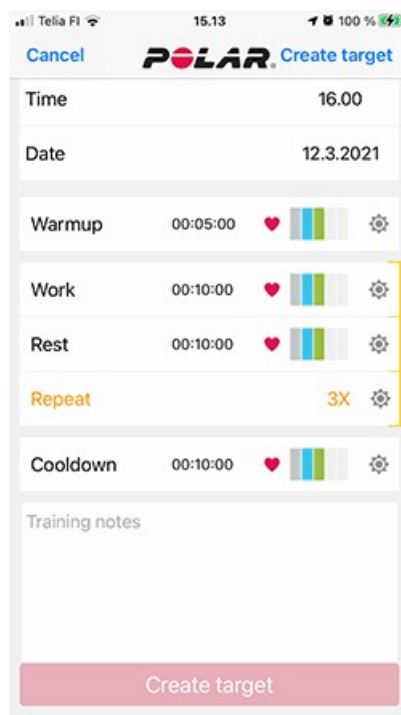 Telia FI 15.13 100 %
Cancel POLAR. Create target
Time 16.00
Date 12.3.2021
Warmup 00:05:00
Work 00:10:00
Rest 00:10:00
Repeat 3X
Cooldown 00:10:00
Training notes
Create target